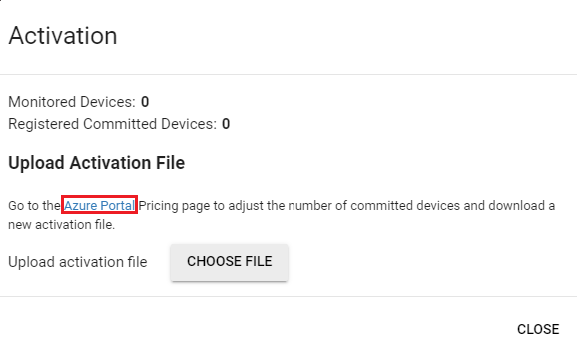 Activation
Monitored Devices: 0
Registered Committed Devices: 0
Upload Activation File
Go to the Azure Portal Pricing page to adjust the number of committed devices and download a
new activation file.
Upload activation file CHOOSE FILE
CLOSE